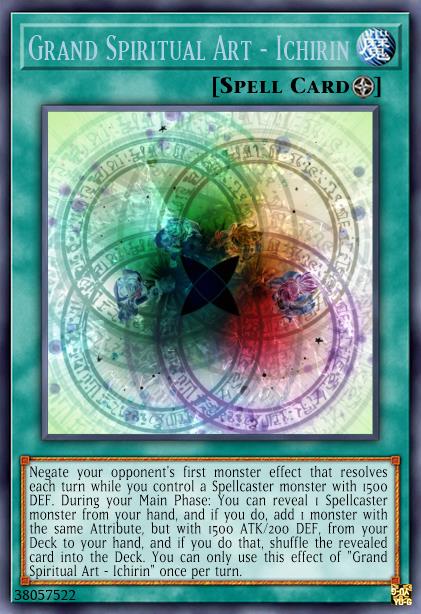 GRAND SPIRITUAL ART - ICHIRIN
[SPELL CARD]
Negate your opponent's first monster effect that resolves
each turn while you control a Spellcaster monster with 1500
DEF. During your Main Phase: You can reveal 1 Spellcaster
monster from your hand, and if you do, add 1 monster with
the same Attribute, but with 1500 ATK/200 DEF, from your
Deck to your hand, and if you do that, shuffle the revealed
card into the Deck. You can only use this effect of "Grand
Spiritual Art - Ichirin" once per turn.
38057522